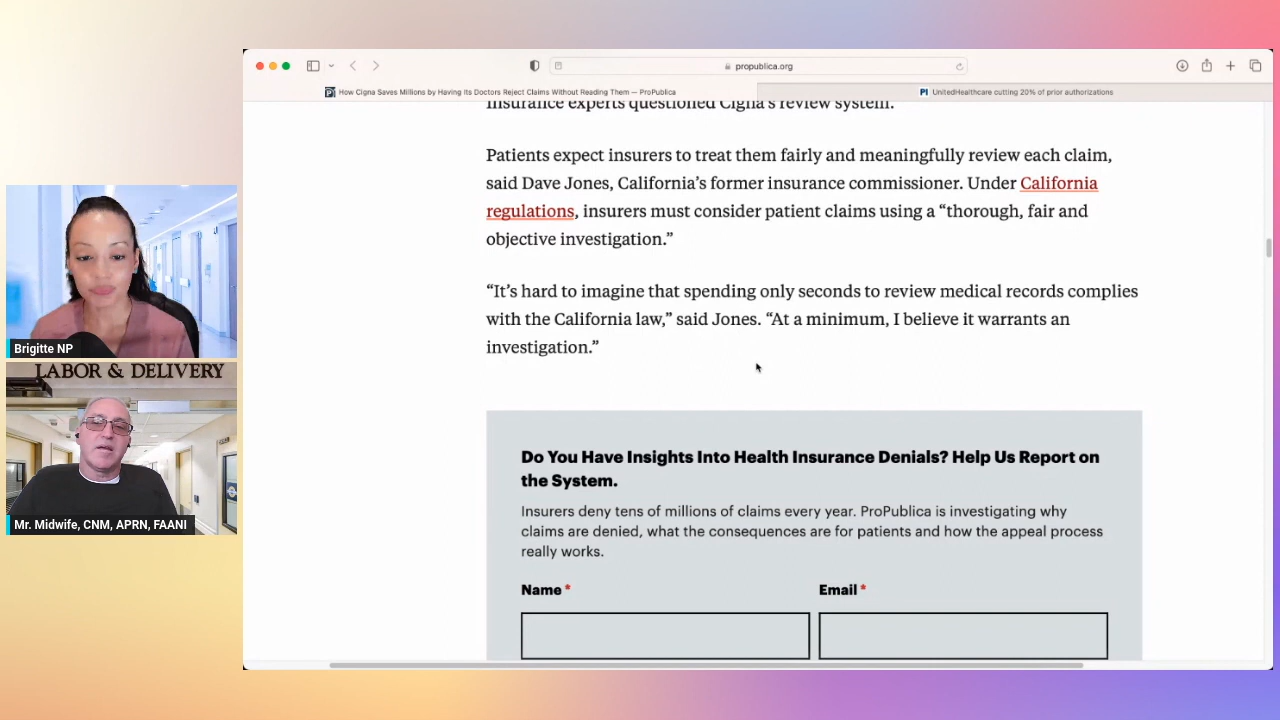 propublica.org
How Cigna Saves Millions by Having Its Doctors Reject Claims Without Reading Them — ProPublica
UnitedHealthcare cutting 20% of prior authorizations
Insurance experts questioned Cigna’s review system.
Patients expect insurers to treat them fairly and meaningfully review each claim,
said Dave Jones, California’s former insurance commissioner. Under California
regulations, insurers must consider patient claims using a “thorough, fair and
objective investigation.”
“It’s hard to imagine that spending only seconds to review medical records complies
with the California law,” said Jones. “At a minimum, I believe it warrants an
investigation.”
Do You Have Insights Into Health Insurance Denials? Help Us Report on
the System.
Insurers deny tens of millions of claims every year. ProPublica is investigating why
claims are denied, what the consequences are for patients and how the appeal process
really works.
Name *
Email *
Brigitte NP
LABOR & DELIVERY
Mr. Midwife, CNM, APRN, FAANI